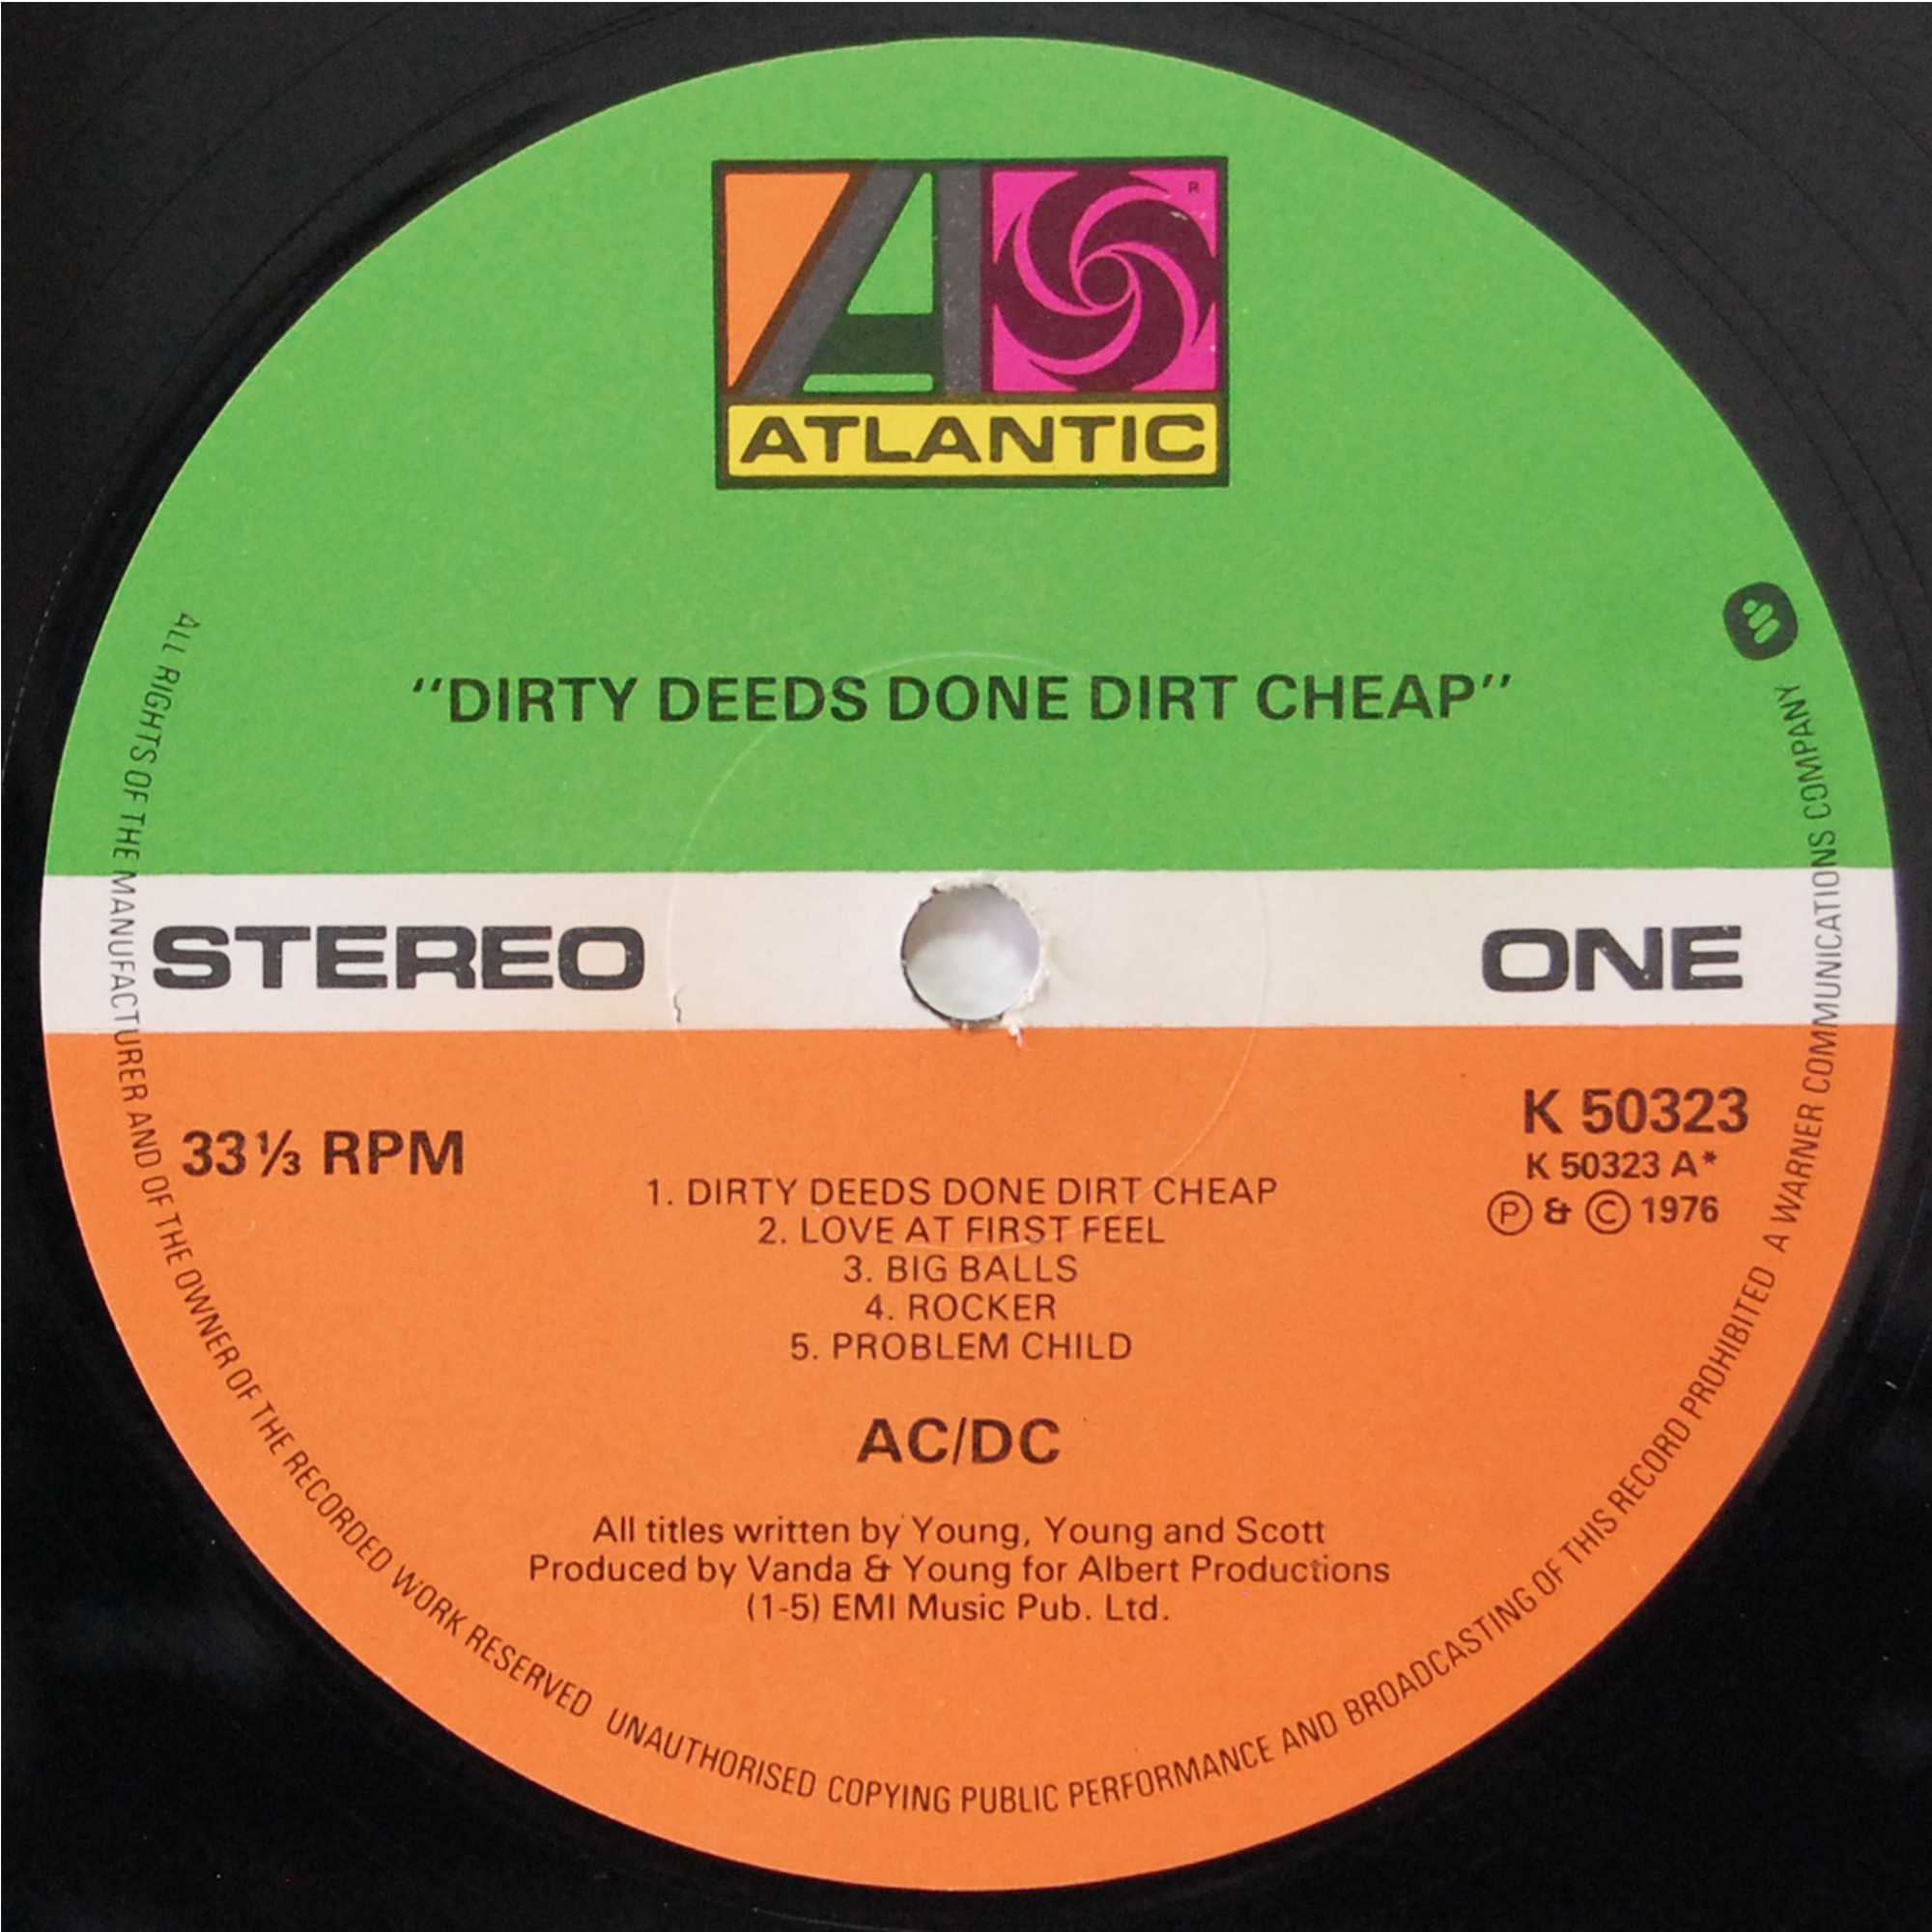 R
ATLANTIC
"DIRTY DEEDS DONE DIRT CHEAP"
STEREO
ONE
33⅓ RPM
K 50323
K 50323 A*
Ⓟ & Ⓒ 1976
1. DIRTY DEEDS DONE DIRT CHEAP
2. LOVE AT FIRST FEEL
3. BIG BALLS
4. ROCKER
5. PROBLEM CHILD
AC/DC
All titles written by Young, Young and Scott
Produced by Vanda & Young for Albert Productions
(1-5) EMI Music Pub. Ltd.
ALL RIGHTS OF THE MANUFACTURER AND OF THE OWNER OF THE RECORDED WORK RESERVED UNAUTHORISED COPYING PUBLIC PERFORMANCE AND BROADCASTING OF THIS RECORD PROHIBITED A WARNER COMMUNICATIONS COMPANY